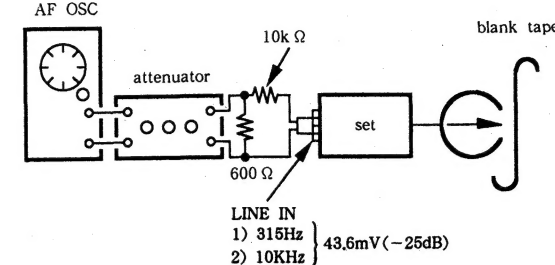 AF OSC
blank tape
10k Ω
attenuator
set
600 Ω
LINE IN
1) 315Hz
2) 10KHz
43.6mV(−25dB)